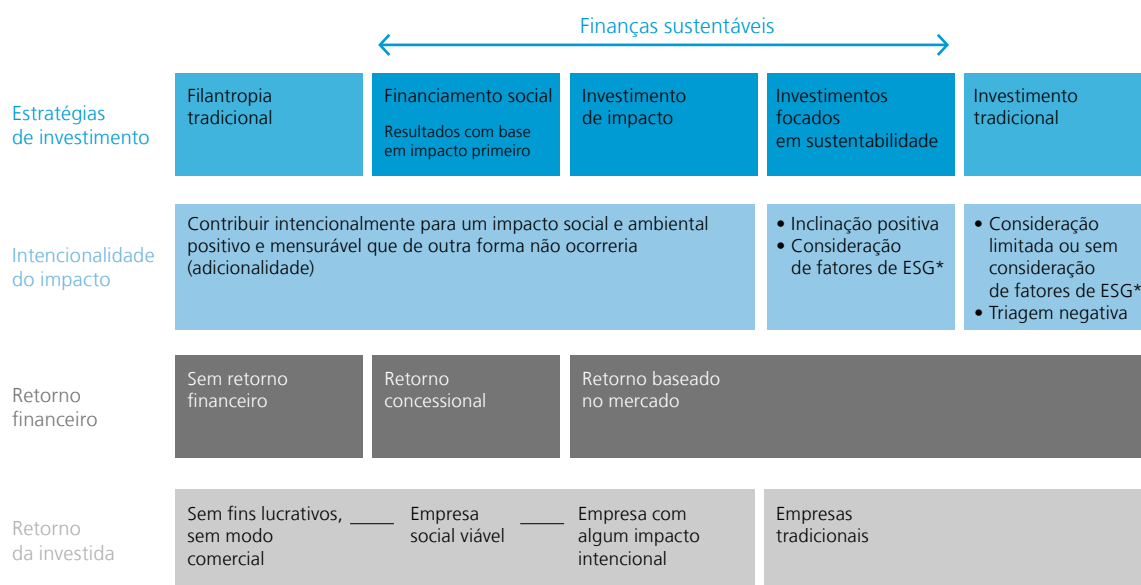 Finanças sustentáveis
Estratégias
de investimento
Filantropia
tradicional
Financiamento social
Resultados com base
em impacto primeiro
Investimento
de impacto
Investimentos
focados
em sustentabilidade
Investimento
tradicional
Intencionalidade
do impacto
Contribuir intencionalmente para um impacto social e ambiental
positivo e mensurável que de outra forma não ocorreria
(adicionalidade)
• Inclinação positiva
• Consideração
de fatores de ESG*
• Consideração
limitada ou sem
consideração
de fatores de ESG*
• Triagem negativa
Retorno
financeiro
Sem retorno
financeiro
Retorno
concessional
Retorno baseado
no mercado
Retorno
da investida
Sem fins lucrativos,
sem modo
comercial
Empresa
social viável
Empresa com
algum impacto
intencional
Empresas
tradicionais